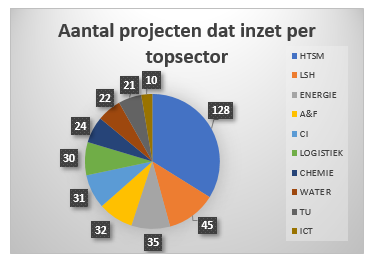 Aantal projecten dat inzet per
topsector
10
21
22
24
30
31
32
35
45
128
HTSM
LSH
ENERGIE
A&F
CI
LOGISTIEK
CHEMIE
WATER
TU
ICT